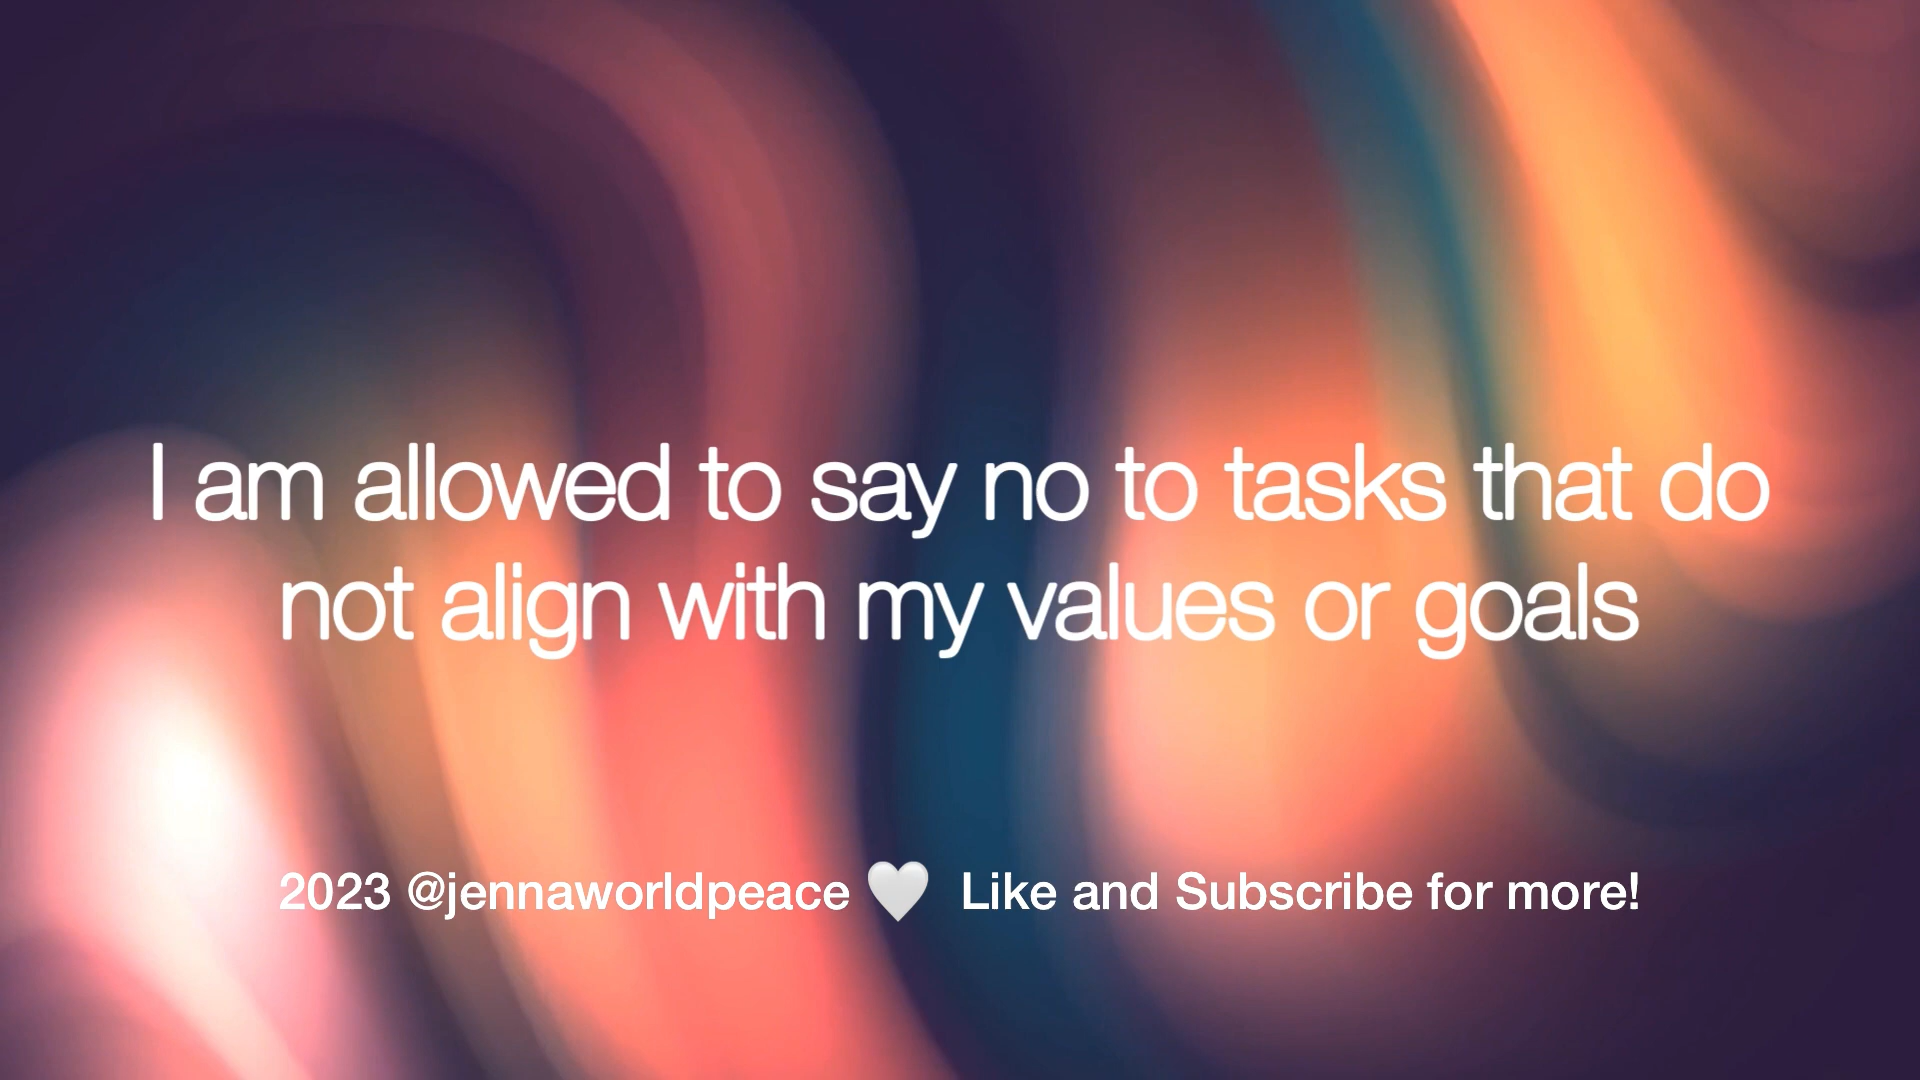 I am allowed to say no to tasks that do
not align with my values or goals
2023 @jennaworldpeace 🤍 Like and Subscribe for more!